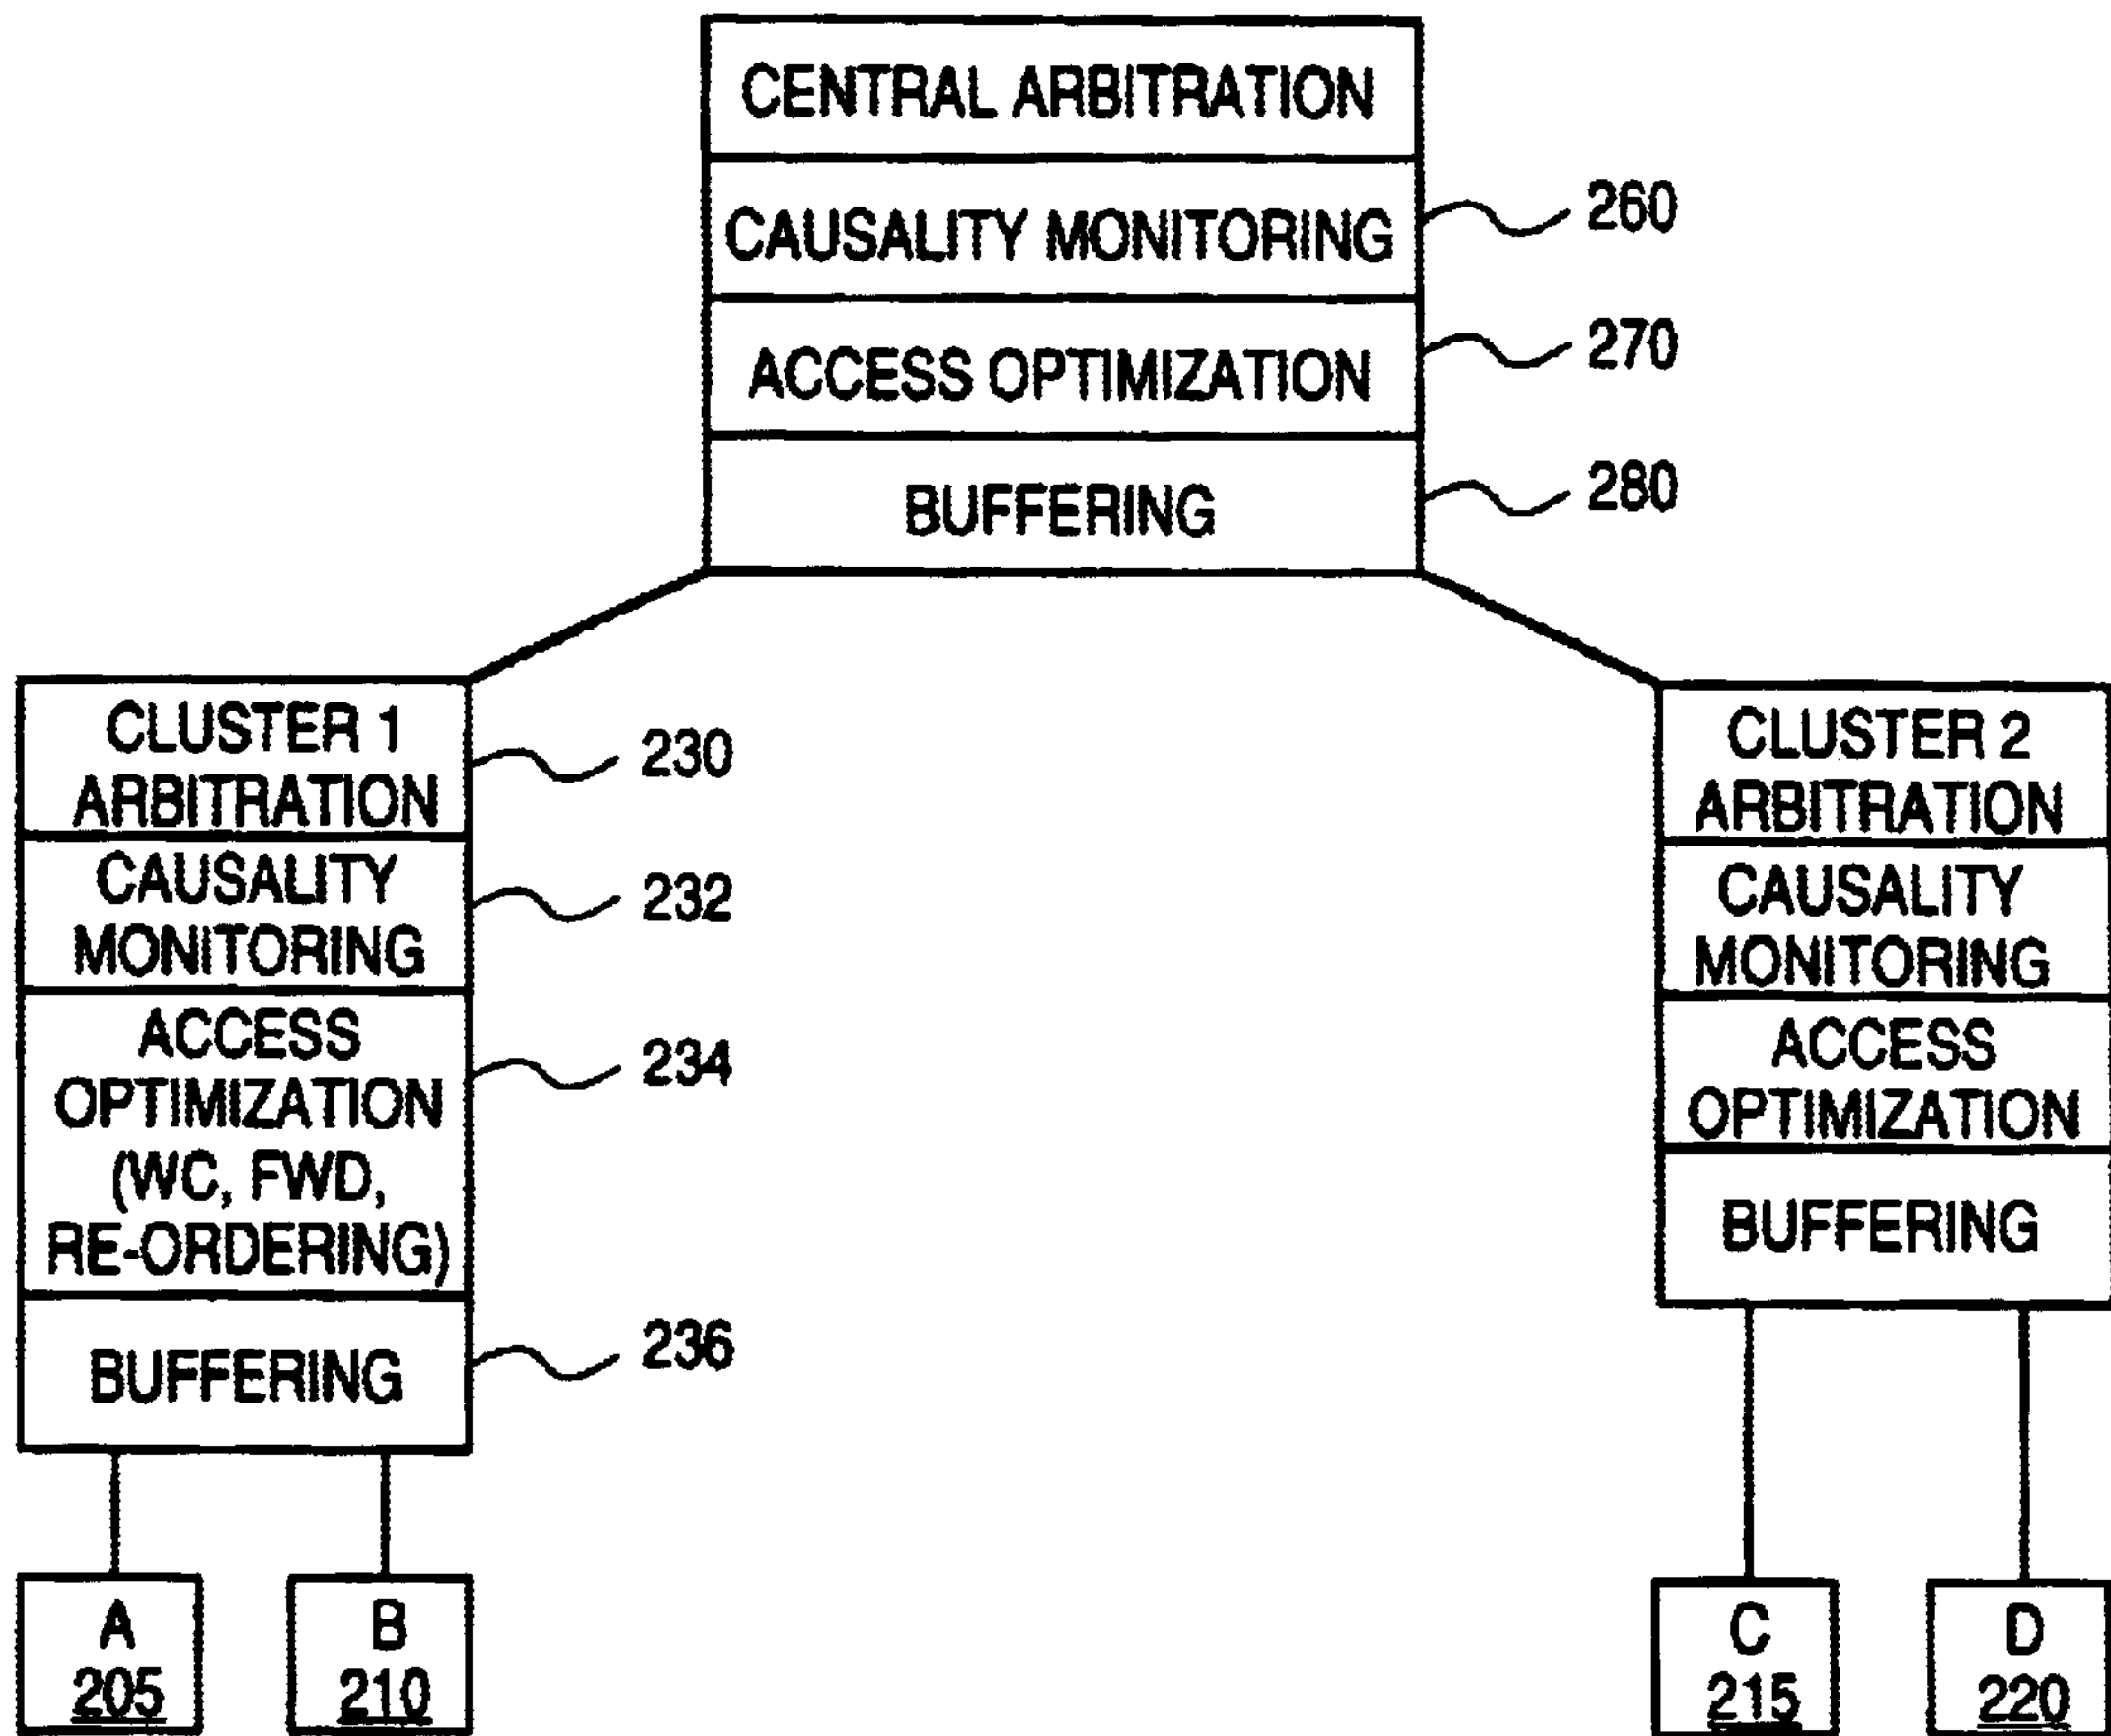 CENTRAL ARBITRATION
CAUSALITY MONITORING
260
ACCESS OPTIMIZATION
270
BUFFERING
280
CLUSTER 1
ARBITRATION
230
CAUSALITY
MONITORING
232
ACCESS
OPTIMIZATION
(WC, FWD,
RE-ORDERING)
234
BUFFERING
236
CLUSTER 2
ARBITRATION
CAUSALITY
MONITORING
ACCESS
OPTIMIZATION
BUFFERING
A
205
B
210
C
215
D
220